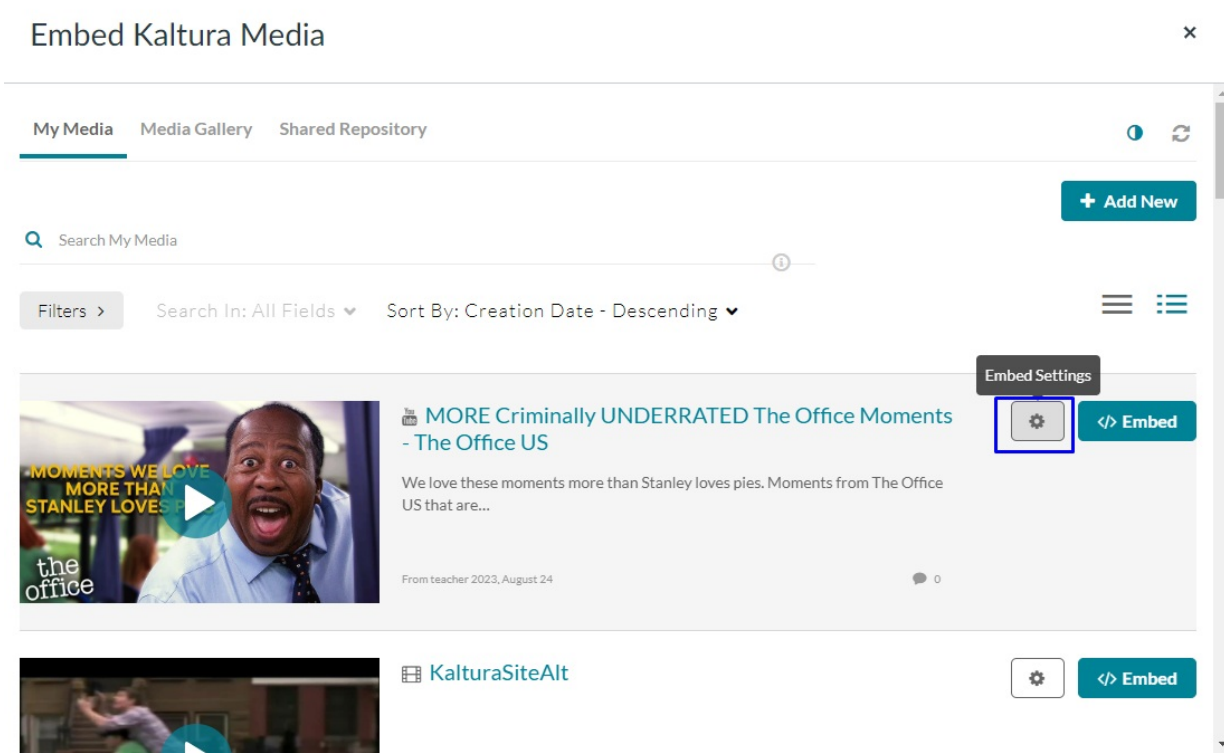 Embed Kaltura Media
×
My Media Media Gallery Shared Repository
+ Add New
Search My Media
Filters > Search In: All Fields Sort By: Creation Date - Descending
Embed Settings
You Tube MORE Criminally UNDERRATED The Office Moments
- The Office US
</> Embed
MOMENTS WE LOVE
MORE THAN
STANLEY LOVES
the
office
We love these moments more than Stanley loves pies. Moments from The Office
US that are...
From teacher 2023, August 24
0
KalturaSiteAlt
</> Embed